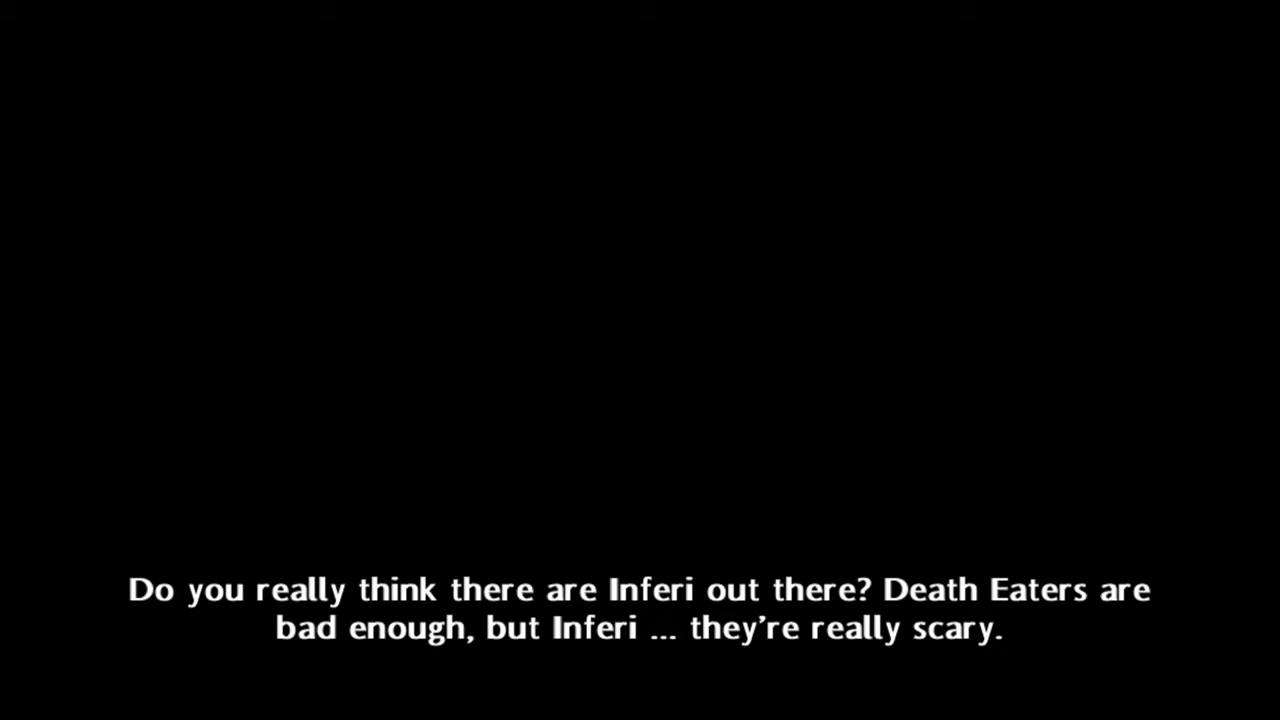 Do you really think there are Inferi out there? Death Eaters are
bad enough, but Inferi ... they're really scary.